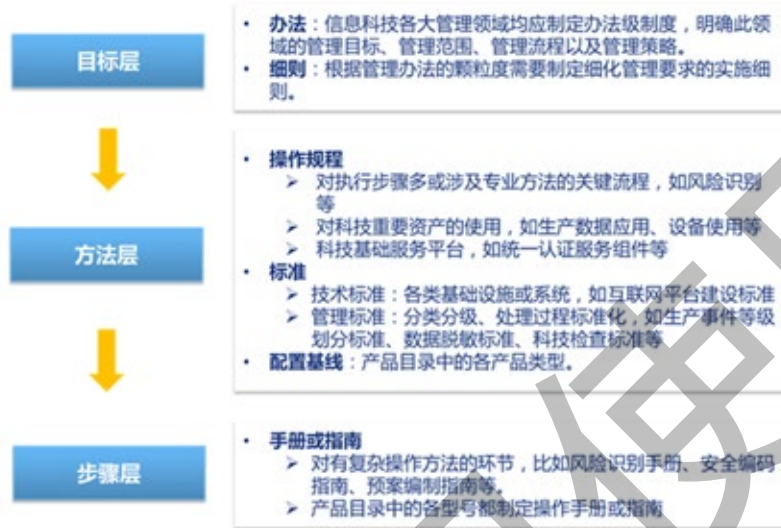 目标层
• 办法：信息科技各大管理领域均应制定办法级制度，明确此领
域的管理目标、管理范围、管理流程以及管理策略。
• 细则：根据管理办法的颗粒度需要制定细化管理要求的实施细
则。
方法层
• 操作规程
➢ 对执行步骤多或涉及专业方法的关键流程，如风险识别
等
➢ 对科技重要资产的使用，如生产数据应用、设备使用等
➢ 科技基础服务平台，如统一认证服务组件等
• 标准
➢ 技术标准：各类基础设施或系统，如互联网平台建设标准
➢ 管理标准：分类分级、处理过程标准化，如生产事件等级
划分标准、数据脱敏标准、科技检查标准等
• 配置基线：产品目录中的各产品类型。
步骤层
• 手册或指南
➢ 对有复杂操作方法的环节，比如风险识别手册、安全编码
指南、预案编制指南等。
➢ 产品目录中的各型号都制定操作手册或指南
使